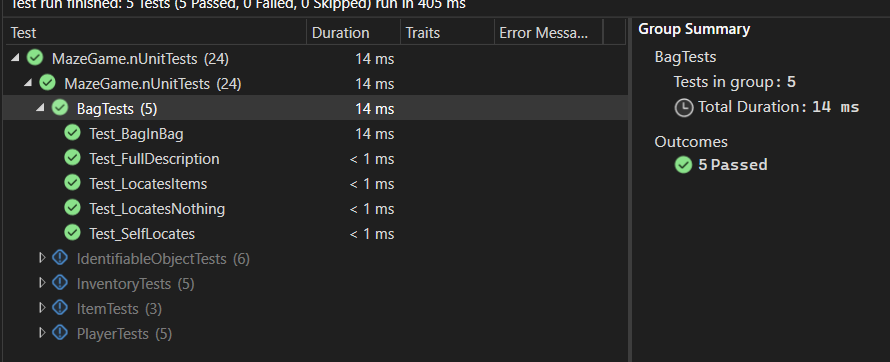 Test run finished: 5 Tests (5 Passed, 0 Failed, 0 Skipped) run in 405 ms
Test Duration Traits Error Messa...
MazeGame.nUnitTests (24) 14 ms
MazeGame.nUnitTests (24) 14 ms
BagTests (5) 14 ms
Test_BagInBag 14 ms
Test_FullDescription < 1 ms
Test_LocatesItems < 1 ms
Test_LocatesNothing < 1 ms
Test_SelfLocates < 1 ms
IdentifiableObjectTests (6)
InventoryTests (5)
ItemTests (3)
PlayerTests (5)
Group Summary
BagTests
Tests in group: 5
Total Duration: 14 ms
Outcomes
5 Passed